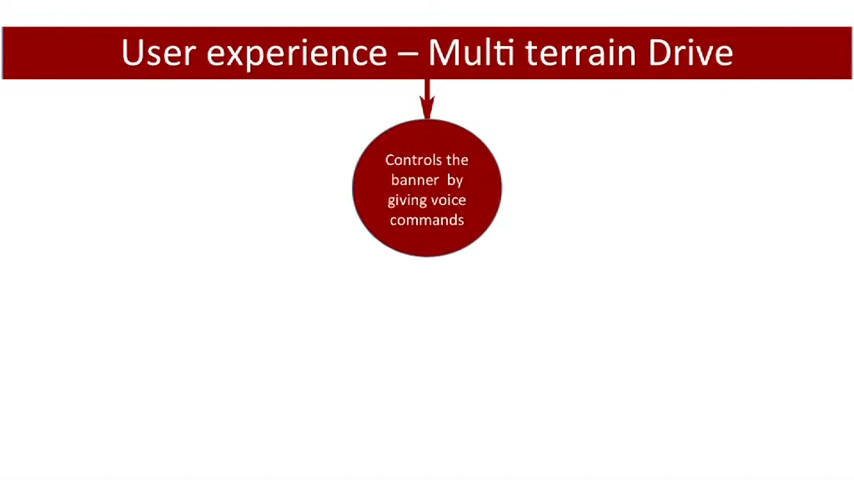 User experience – Multi terrain Drive
Controls the
banner by
giving voice
commands